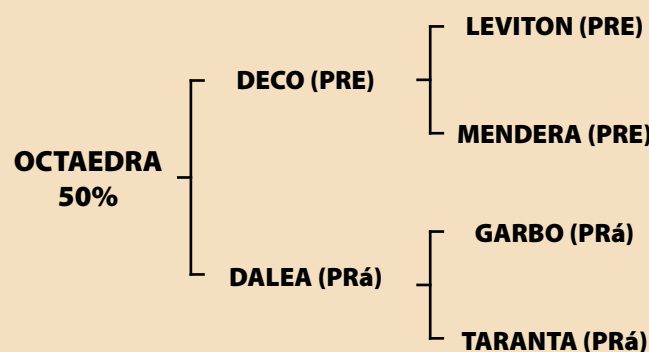 LEVITON (PRE)
DECO (PRE)
MENDERA (PRE)
OCTAEDRA
50%
GARBO (PRá)
DALEA (PRá)
TARANTA (PRá)